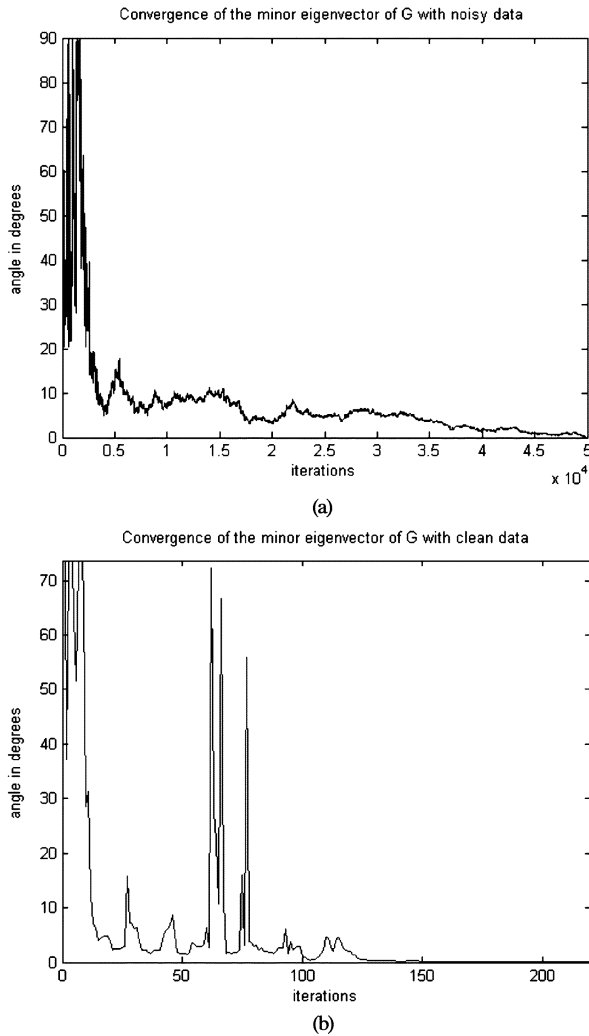 Convergence of the minor eigenvector of G with noisy data
90
80
70
60
50
40
30
20
10
0
angle in degrees
0 0.5 1 1.5 2 2.5 3 3.5 4 4.5 5
iterations
x 10^4
(a)
Convergence of the minor eigenvector of G with clean data
70
60
50
40
30
20
10
0
angle in degrees
0 50 100 150 200
iterations
(b)